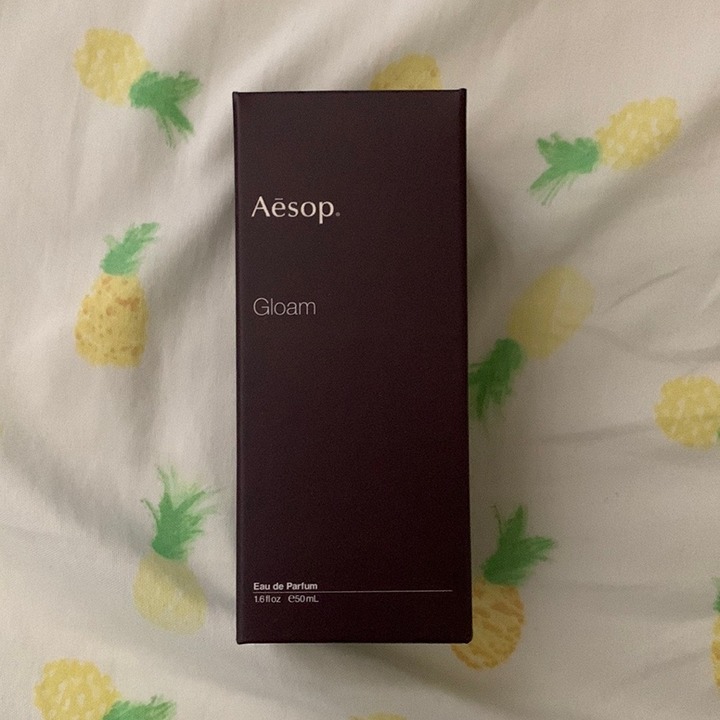 Aēsop®
Gloam
Eau de Parfum
1.6 fl oz ℮50 mL